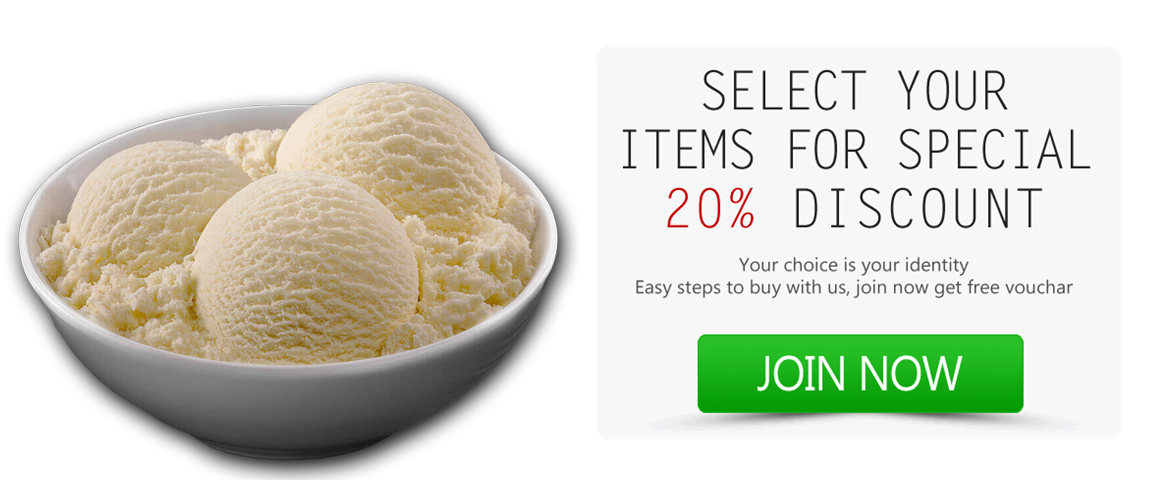 SELECT YOUR
ITEMS FOR SPECIAL
20% DISCOUNT
Your choice is your identity
Easy steps to buy with us, join now get free vouchar
JOIN NOW